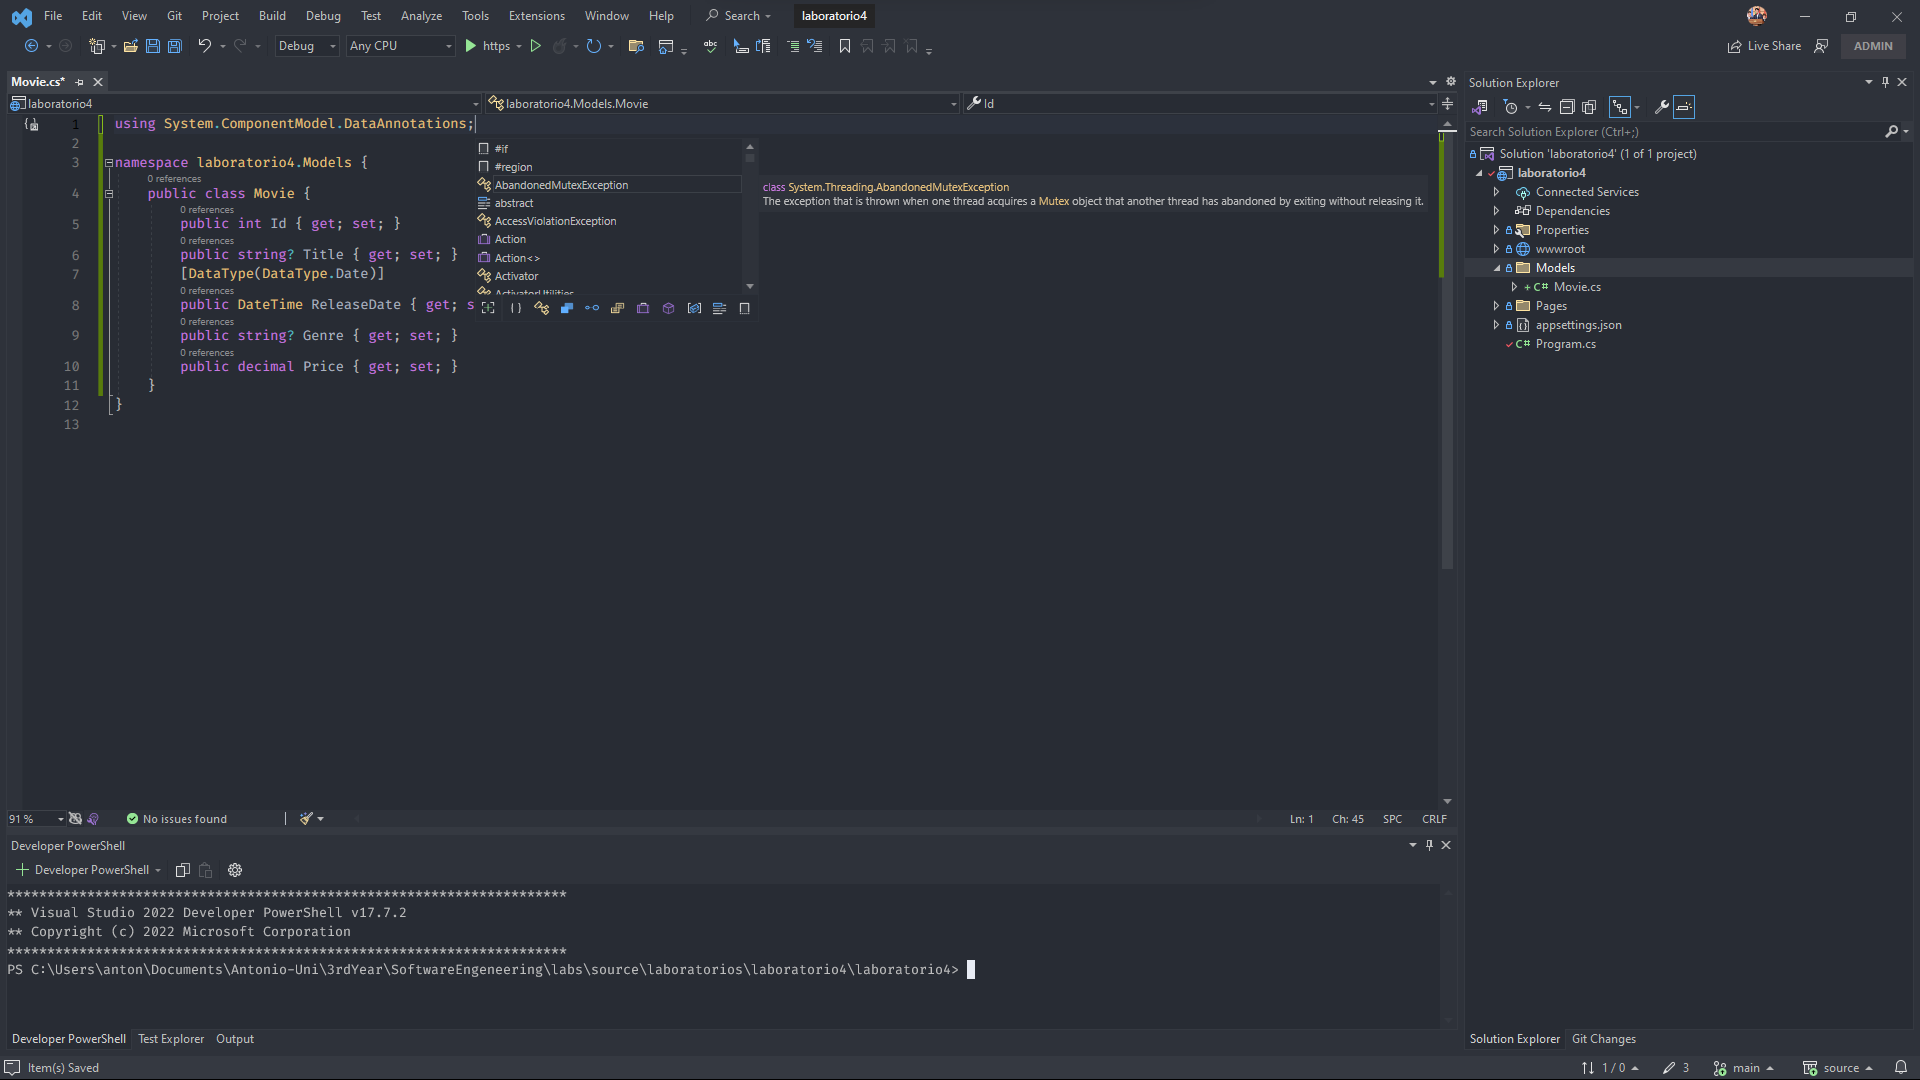 File Edit View Git Project Build Debug Test Analyze Tools Extensions Window Help Search laboratorio4
Debug Any CPU https Live Share ADMIN
Movie.cs*
laboratorio4 laboratorio4.Models.Movie Id
1 using System.ComponentModel.DataAnnotations;
2
3 namespace laboratorio4.Models {
0 references
4 public class Movie {
0 references
5 public int Id { get; set; }
0 references
6 public string? Title { get; set; }
7 [DataType(DataType.Date)]
0 references
8 public DateTime ReleaseDate { get; s
0 references
9 public string? Genre { get; set; }
0 references
10 public decimal Price { get; set; }
11 }
12 }
13
#if
#region
AbandonedMutexException
abstract
AccessViolationException
Action
Action<>
Activator
ActivatorUtilities
class System.Threading.AbandonedMutexException
The exception that is thrown when one thread acquires a Mutex object that another thread has abandoned by exiting without releasing it.
91 % No issues found Ln: 1 Ch: 45 SPC CRLF
Developer PowerShell
Developer PowerShell
**********************************************************************
** Visual Studio 2022 Developer PowerShell v17.7.2
** Copyright (c) 2022 Microsoft Corporation
**********************************************************************
PS C:\Users\anton\Documents\Antonio-Uni\3rdYear\SoftwareEngeneering\labs\source\laboratorios\laboratorio4\laboratorio4>
Developer PowerShell Test Explorer Output
Solution Explorer
Search Solution Explorer (Ctrl+;)
Solution 'laboratorio4' (1 of 1 project)
laboratorio4
Connected Services
Dependencies
Properties
wwwroot
Models
C# Movie.cs
Pages
appsettings.json
C# Program.cs
Solution Explorer Git Changes
Item(s) Saved 1 / 0 3 main source